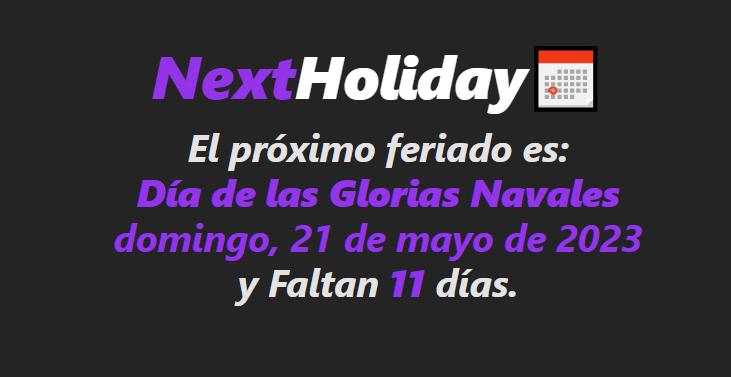 NextHoliday
El próximo feriado es:
Día de las Glorias Navales
domingo, 21 de mayo de 2023
y Faltan 11 días.